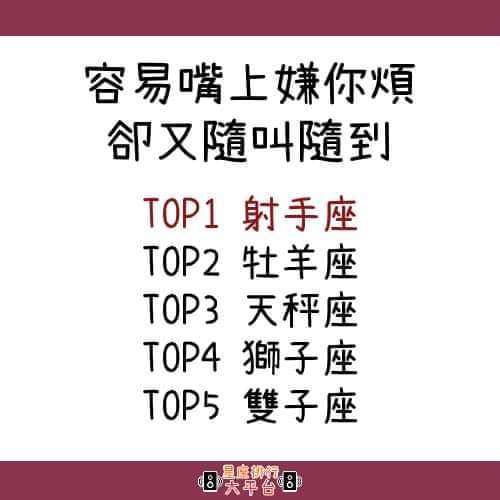 容易嘴上嫌你煩
卻又隨叫隨到
TOP1 射手座
TOP2 牡羊座
TOP3 天秤座
TOP4 獅子座
TOP5 雙子座
星座排行
大平台